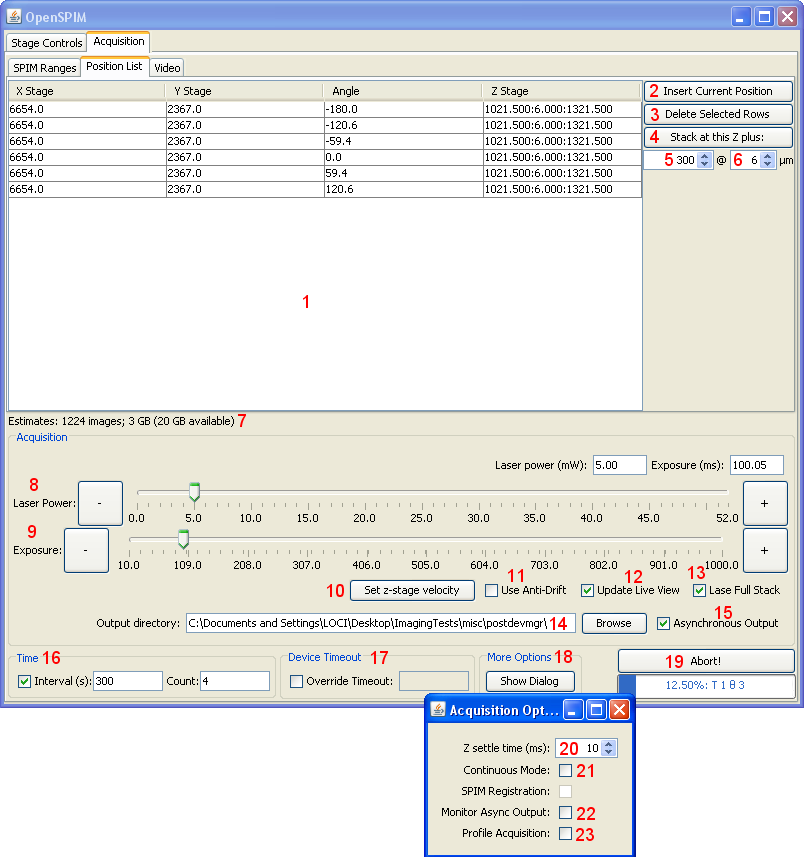 OpenSPIM
Stage Controls Acquisition
SPIM Ranges Position List Video
X Stage Y Stage Angle Z Stage
6654.0 2367.0 -180.0 1021.500:6.000:1321.500
6654.0 2367.0 -120.6 1021.500:6.000:1321.500
6654.0 2367.0 -59.4 1021.500:6.000:1321.500
6654.0 2367.0 0.0 1021.500:6.000:1321.500
6654.0 2367.0 59.4 1021.500:6.000:1321.500
6654.0 2367.0 120.6 1021.500:6.000:1321.500
2 Insert Current Position
3 Delete Selected Rows
4 Stack at this Z plus:
5 300 @ 6 6 μm
1
Estimates: 1224 images; 3 GB (20 GB available) 7
Acquisition
Laser power (mW): 5.00 Exposure (ms): 100.05
8
Laser Power: - +
0.0 5.0 10.0 15.0 20.0 25.0 30.0 35.0 40.0 45.0 52.0
9
Exposure: - +
10.0 109.0 208.0 307.0 406.0 505.0 604.0 703.0 802.0 901.0 1000.0
10 Set z-stage velocity 11 Use Anti-Drift 12 Update Live View 13 Lase Full Stack
Output directory: C:\Documents and Settings\LOCI\Desktop\ImagingTests\misc\postdevmgr\ 14 Browse 15 Asynchronous Output
Time 16 Device Timeout 17 More Options 18
Interval (s): 300 Count: 4 Override Timeout: Show Dialog
19 Abort!
12.50%: T 1 θ 3
Acquisition Opt...
Z settle time (ms): 20 10
Continuous Mode: 21
SPIM Registration:
Monitor Async Output: 22
Profile Acquisition: 23